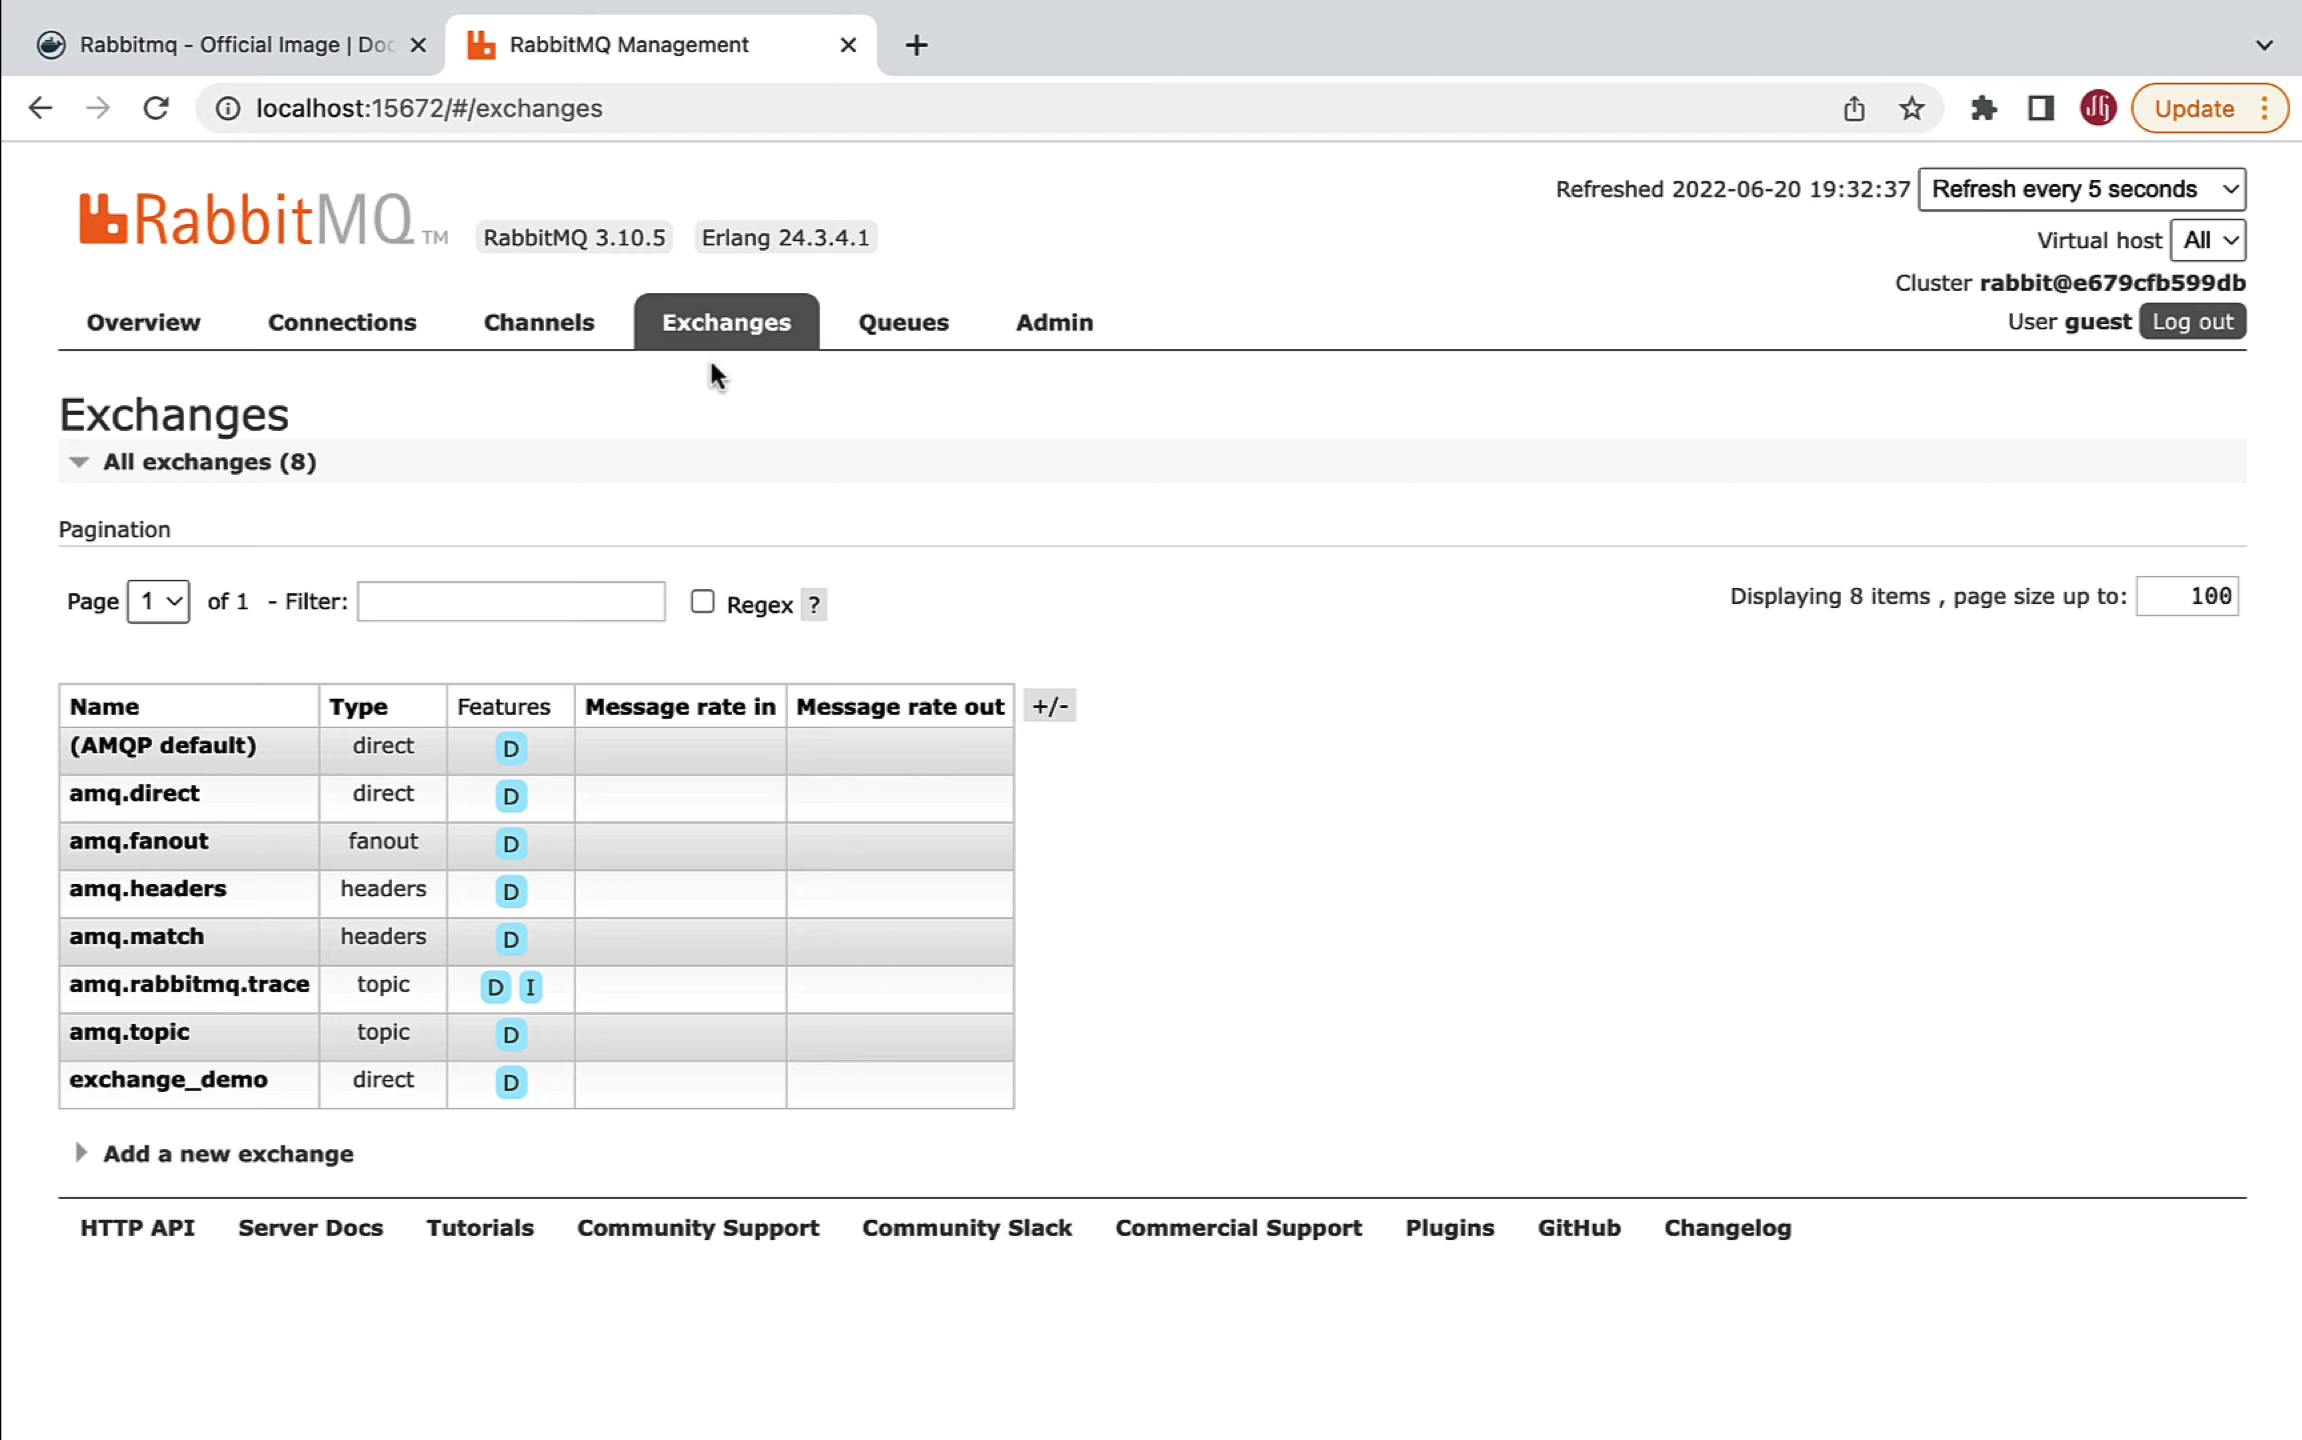 Rabbitmq - Official Image | Doc
RabbitMQ Management
localhost:15672/#/exchanges
Update
RabbitMQ TM
RabbitMQ 3.10.5
Erlang 24.3.4.1
Refreshed 2022-06-20 19:32:37
Refresh every 5 seconds
Virtual host All
Cluster rabbit@e679cfb599db
User guest Log out
Overview Connections Channels Exchanges Queues Admin
Exchanges
All exchanges (8)
Pagination
Page 1 of 1 - Filter: Regex ?
Displaying 8 items , page size up to: 100
Name Type Features Message rate in Message rate out +/-
(AMQP default) direct D
amq.direct direct D
amq.fanout fanout D
amq.headers headers D
amq.match headers D
amq.rabbitmq.trace topic D I
amq.topic topic D
exchange_demo direct D
Add a new exchange
HTTP API Server Docs Tutorials Community Support Community Slack Commercial Support Plugins GitHub Changelog